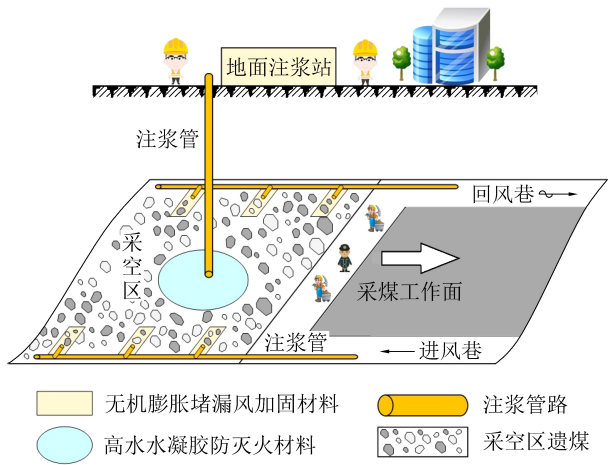 地面注浆站
注浆管
回风巷
采空区
采煤工作面
注浆管
进风巷
无机膨胀堵漏风加固材料
注浆管路
高水水凝胶防灭火材料
采空区遗煤